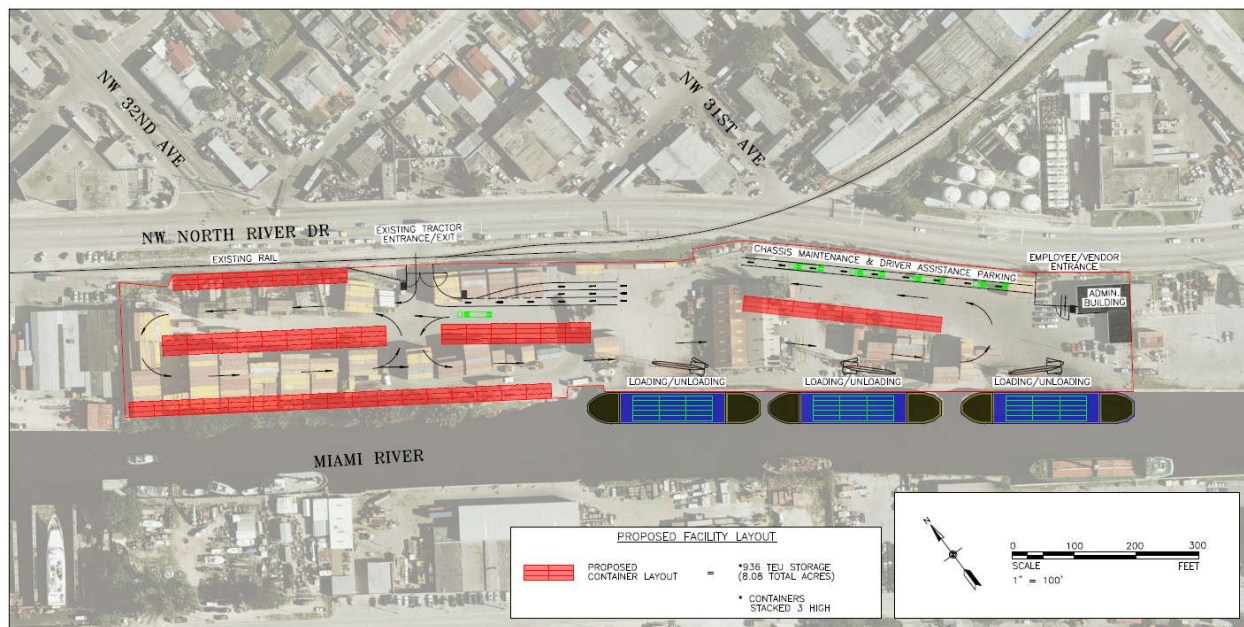 NW 32ND AVE
NW 31ST AVE
NW NORTH RIVER DR
EXISTING TRACTOR
ENTRANCE/EXIT
EXISTING RAIL
CHASSIS MAINTENANCE & DRIVER ASSISTANCE PARKING
EMPLOYEE/VENDOR
ENTRANCE
ADMIN.
BUILDING
LOADING/UNLOADING
LOADING/UNLOADING
LOADING/UNLOADING
MIAMI RIVER
PROPOSED FACILITY LAYOUT
PROPOSED
CONTAINER LAYOUT
=
*936 TEU STORAGE
(8.08 TOTAL ACRES)
* CONTAINERS
STACKED 3 HIGH
N
0 100 200 300
SCALE FEET
1" = 100'